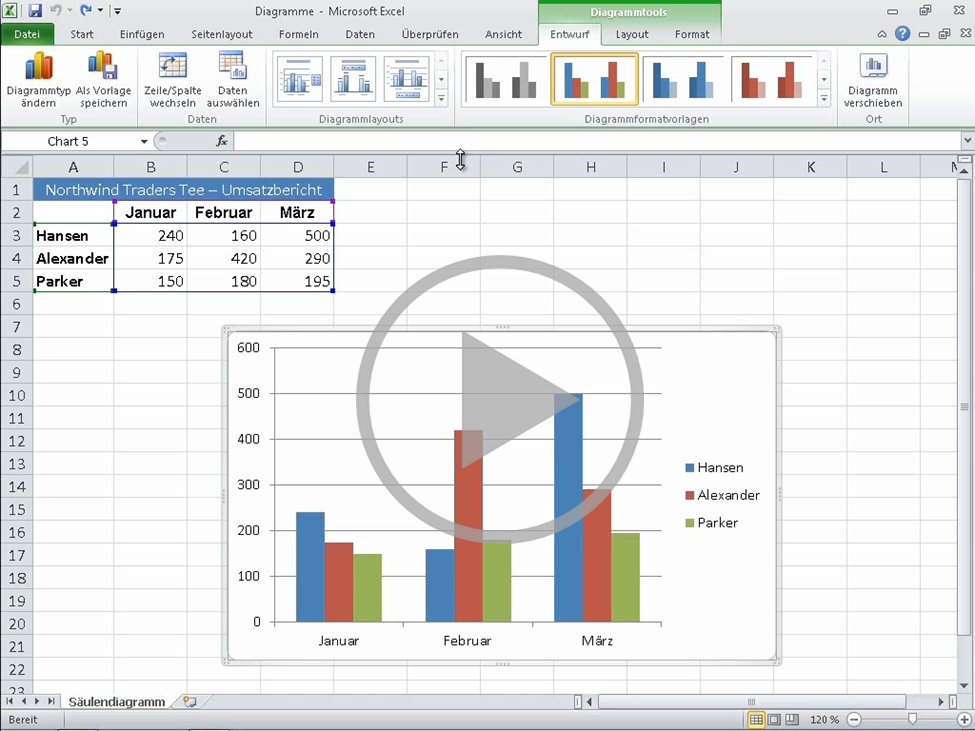 Diagramme - Microsoft Excel
Diagrammtools
Datei Start Einfügen Seitenlayout Formeln Daten Überprüfen Ansicht Entwurf Layout Format
Diagrammtyp ändern
Als Vorlage speichern
Zeile/Spalte wechseln
Daten auswählen
Diagramm verschieben
Typ Daten Diagrammlayouts Diagrammformatvorlagen Ort
Chart 5 fx
A B C D E F G H I J K L
1 Northwind Traders Tee – Umsatzbericht
2 Januar Februar März
3 Hansen 240 160 500
4 Alexander 175 420 290
5 Parker 150 180 195
6
7
8
9
10
11
12
13
14
15
16
17
18
19
20
21
22
23
600
500
400
300
200
100
0
Januar Februar März
Hansen
Alexander
Parker
Säulendiagramm
Bereit 120 %